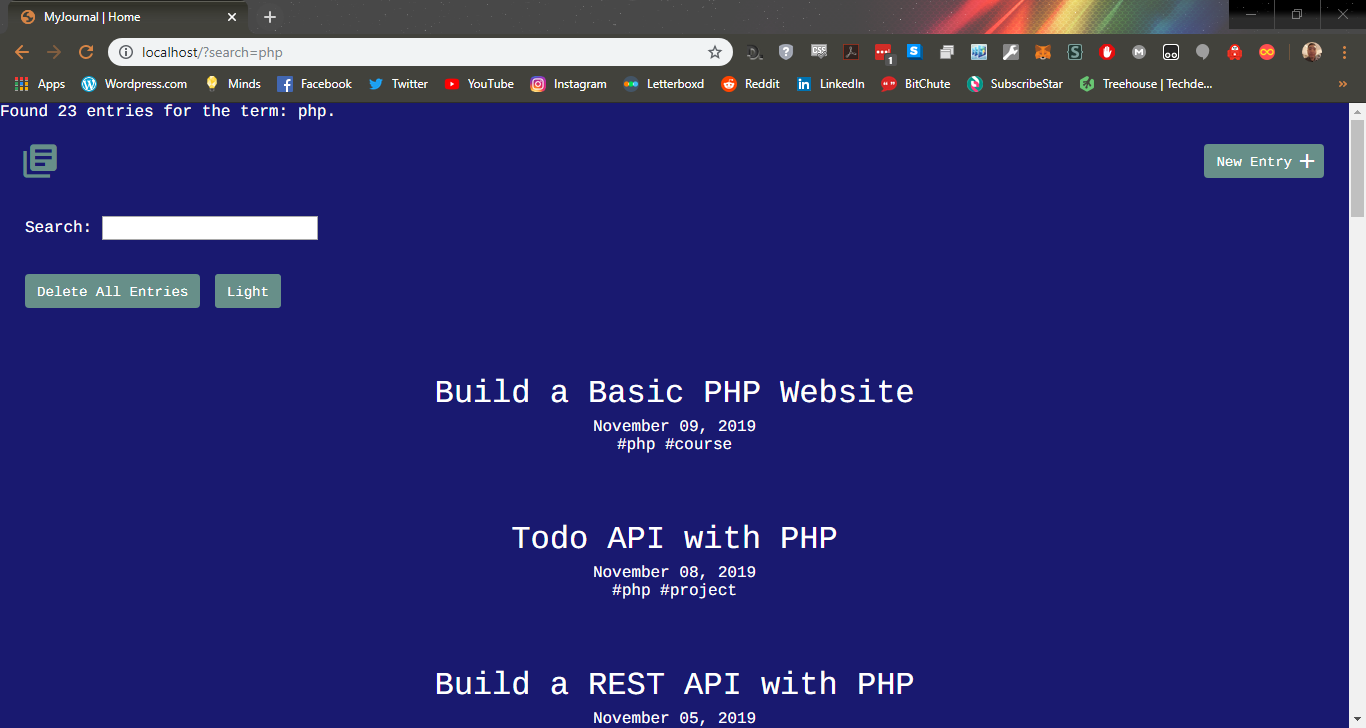 MyJournal | Home
localhost/?search=php
1
Apps Wordpress.com Minds Facebook Twitter YouTube Instagram Letterboxd Reddit LinkedIn BitChute SubscribeStar Treehouse | Techde...
Found 23 entries for the term: php.
New Entry
Search:
Delete All Entries Light
Build a Basic PHP Website
November 09, 2019
#php #course
Todo API with PHP
November 08, 2019
#php #project
Build a REST API with PHP
November 05, 2019